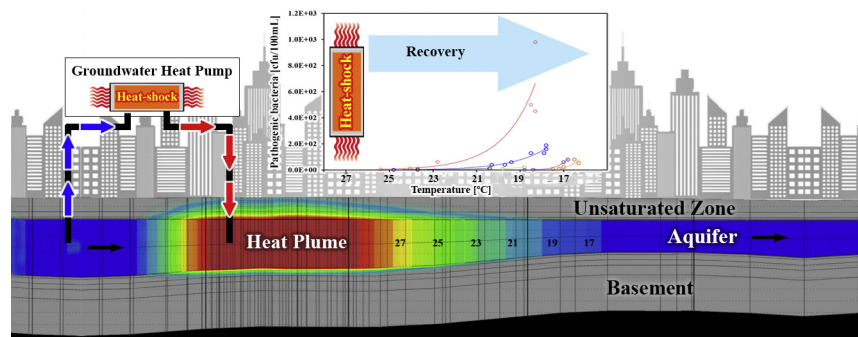 Groundwater Heat Pump
Heat-shock
Pathogenic bacteria [cfu/100mL]
1.2E+03
1.0E+03
8.0E+02
6.0E+02
4.0E+02
2.0E+02
0.0E+00
Heat-shock
Recovery
27 25 23 21 19 17
Temperature [°C]
Unsaturated Zone
Heat Plume
27 25 23 21 19 17
Aquifer
Basement